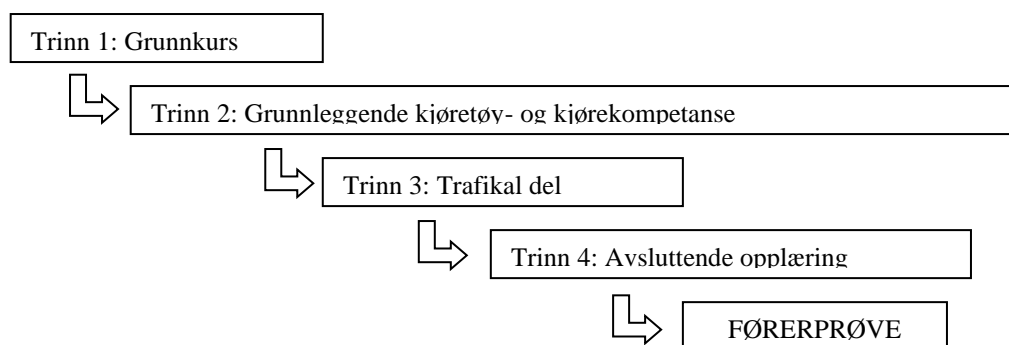 Trinn 1: Grunnkurs
Trinn 2: Grunnleggende kjøretøy- og kjørekompetanse
Trinn 3: Trafikal del
Trinn 4: Avsluttende opplæring
FØRERPRØVE